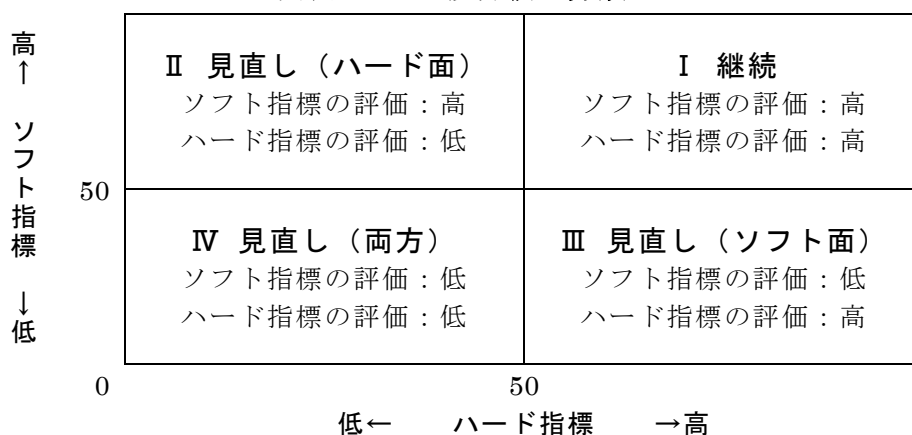 高← ソフト指標 →低
Ⅱ 見直し（ハード面）
ソフト指標の評価：高
ハード指標の評価：低
Ⅰ 継続
ソフト指標の評価：高
ハード指標の評価：高
50
Ⅳ 見直し（両方）
ソフト指標の評価：低
ハード指標の評価：低
Ⅲ 見直し（ソフト面）
ソフト指標の評価：低
ハード指標の評価：高
0
50
低← ハード指標 →高